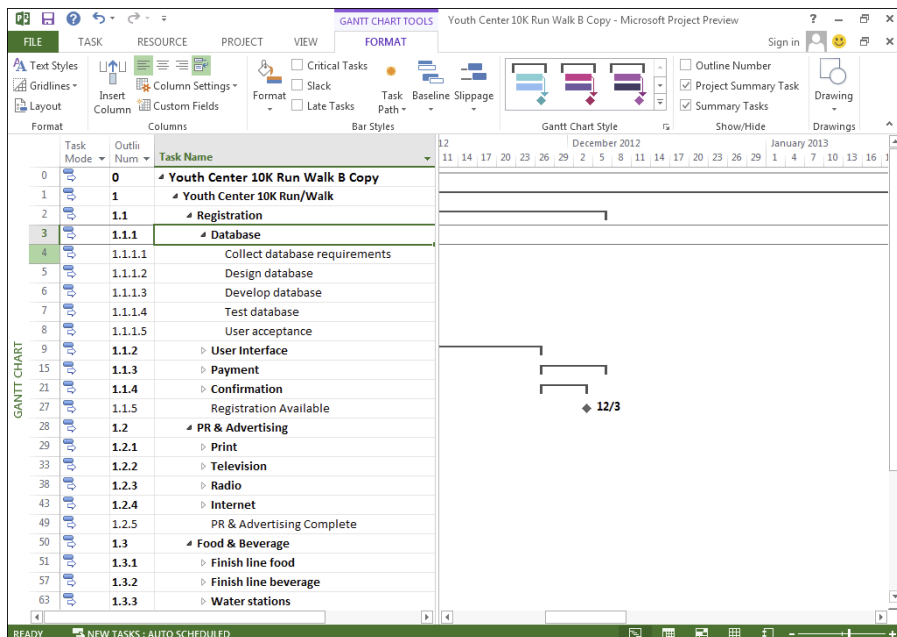 GANTT CHART TOOLS Youth Center 10K Run Walk B Copy - Microsoft Project Preview ?
FILE TASK RESOURCE PROJECT VIEW FORMAT Sign in
Text Styles
Gridlines
Layout
Format
Insert Column
Column Settings
Custom Fields
Columns
Format
Critical Tasks
Slack
Late Tasks
Task Path
Baseline
Slippage
Bar Styles
Gantt Chart Style
Outline Number
Project Summary Task
Summary Tasks
Show/Hide
Drawing
Drawings
Task Mode Outli Num Task Name
12 December 2012 January 2013
11 14 17 20 23 26 29 2 5 8 11 14 17 20 23 26 29 1 4 7 10 13 16 1
0 0 Youth Center 10K Run Walk B Copy
1 1 Youth Center 10K Run/Walk
2 1.1 Registration
3 1.1.1 Database
4 1.1.1.1 Collect database requirements
5 1.1.1.2 Design database
6 1.1.1.3 Develop database
7 1.1.1.4 Test database
8 1.1.1.5 User acceptance
9 1.1.2 User Interface
15 1.1.3 Payment
21 1.1.4 Confirmation
27 1.1.5 Registration Available 12/3
28 1.2 PR & Advertising
29 1.2.1 Print
33 1.2.2 Television
38 1.2.3 Radio
43 1.2.4 Internet
49 1.2.5 PR & Advertising Complete
50 1.3 Food & Beverage
51 1.3.1 Finish line food
57 1.3.2 Finish line beverage
63 1.3.3 Water stations
GANTT CHART
READY NEW TASKS : AUTO SCHEDULED